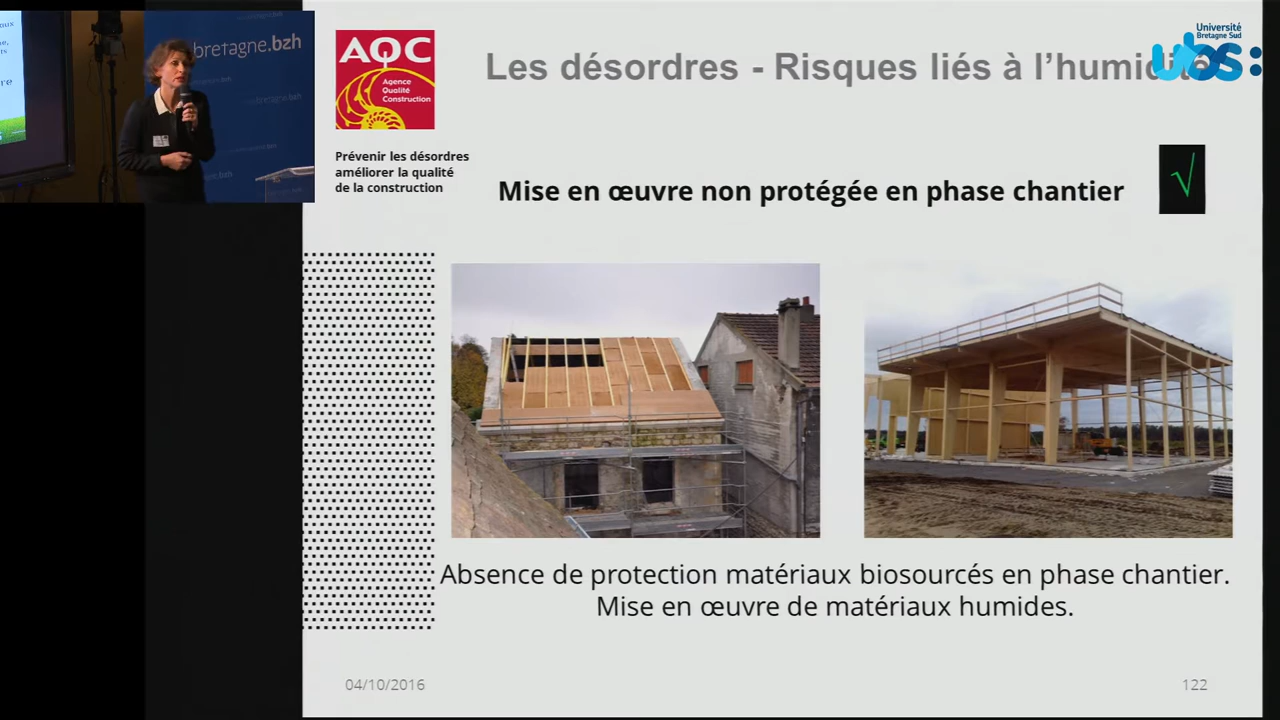 bretagne.bzh
AQC
Agence
Qualité
Construction
Prévenir les désordres
améliorer la qualité
de la construction
Les désordres - Risques liés à l'humidité
Université
Bretagne Sud
ubs:
Mise en œuvre non protégée en phase chantier
√
Absence de protection matériaux biosourcés en phase chantier.
Mise en œuvre de matériaux humides.
04/10/2016
122